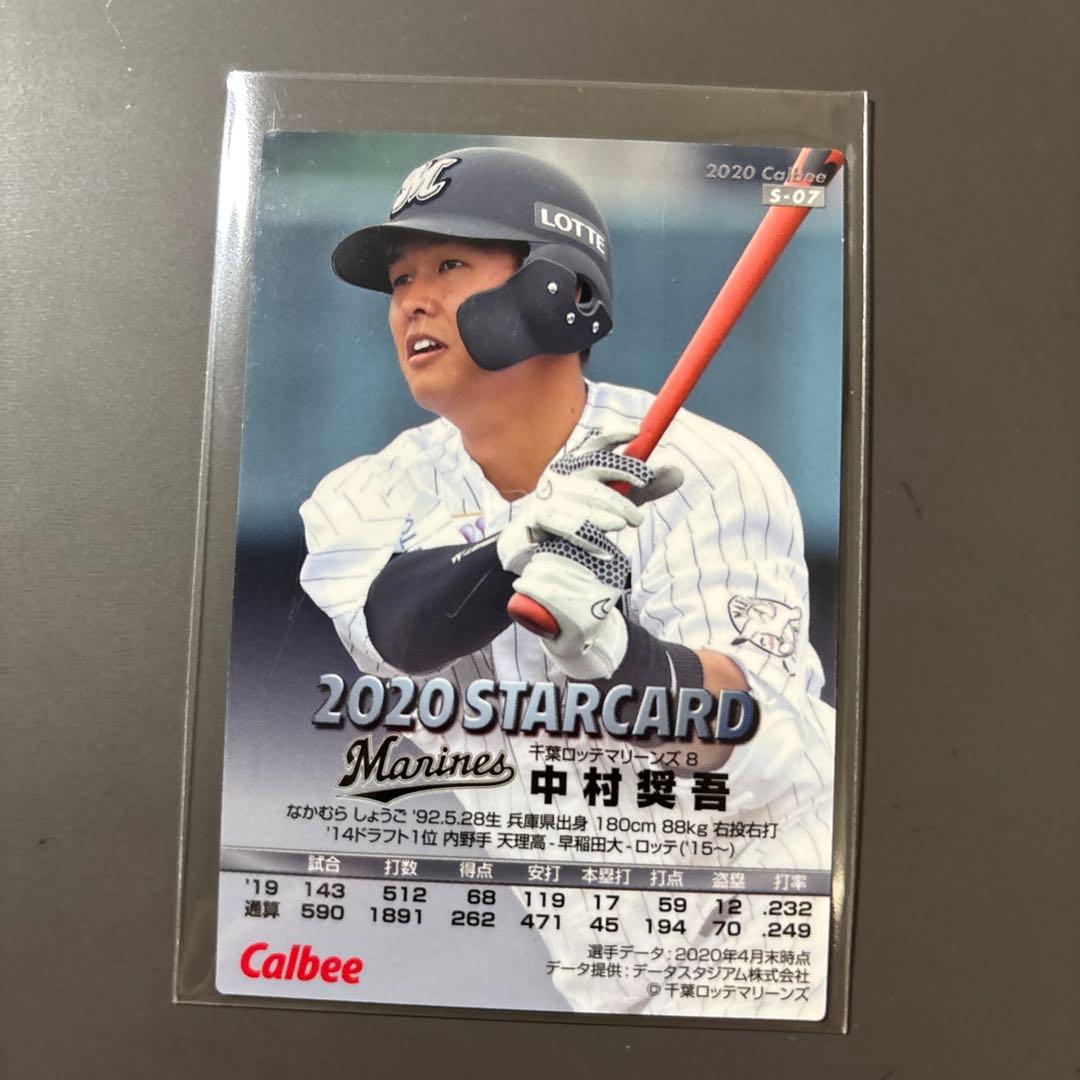 2020 Calbee
S-07
M
LOTTE
2020 STARCARD
Marines
千葉ロッテマリーンズ 8
中村奨吾
なかむら しょうご '92.5.28生 兵庫県出身 180cm 88kg 右投右打
'14ドラフト1位 内野手 天理高-早稲田大-ロッテ('15〜)
試合 打数 得点 安打 本塁打 打点 盗塁 打率
'19 143 512 68 119 17 59 12 .232
通算 590 1891 262 471 45 194 70 .249
Calbee
選手データ:2020年4月末時点
データ提供:データスタジアム株式会社
© 千葉ロッテマリーンズ